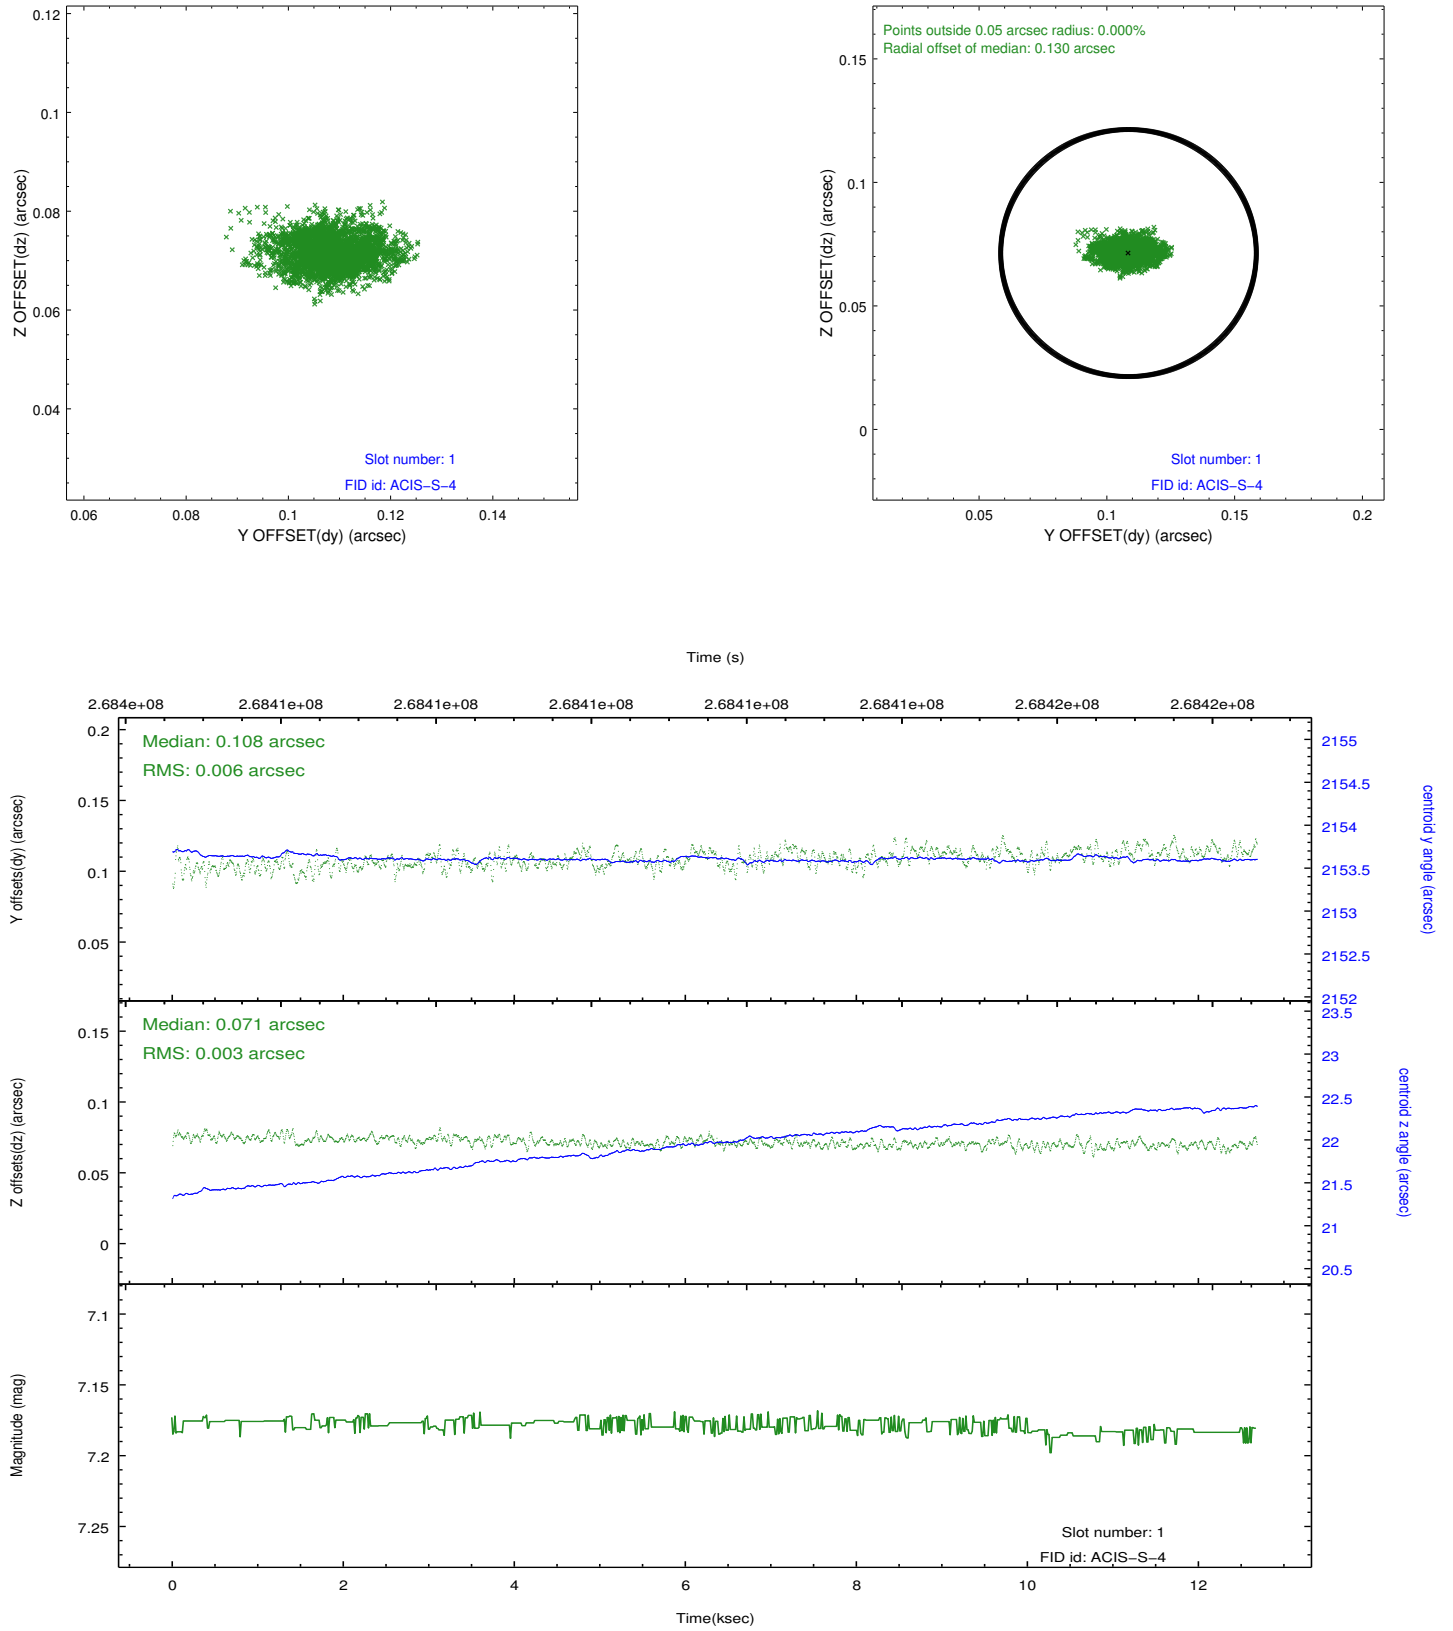 0.12
0.1
0.08
0.06
0.04
Z OFFSET(dz) (arcsec)
Slot number: 1
FID id: ACIS−S−4
0.06 0.08 0.1 0.12 0.14
Y OFFSET(dy) (arcsec)
Points outside 0.05 arcsec radius: 0.000%
Radial offset of median: 0.130 arcsec
0.15
0.1
0.05
0
Z OFFSET(dz) (arcsec)
Slot number: 1
FID id: ACIS−S−4
0.05 0.1 0.15 0.2
Y OFFSET(dy) (arcsec)
Time (s)
2.684e+08 2.6841e+08 2.6841e+08 2.6841e+08 2.6841e+08 2.6841e+08 2.6842e+08 2.6842e+08
Median: 0.108 arcsec
RMS: 0.006 arcsec
0.2
0.15
0.1
0.05
Y offsets(dy) (arcsec)
2155
2154.5
2154
2153.5
2153
2152.5
2152
centroid y angle (arcsec)
Median: 0.071 arcsec
RMS: 0.003 arcsec
0.15
0.1
0.05
0
Z offsets(dz) (arcsec)
23.5
23
22.5
22
21.5
21
20.5
centroid z angle (arcsec)
7.1
7.15
7.2
7.25
Magnitude (mag)
Slot number: 1
FID id: ACIS−S−4
0 2 4 6 8 10 12
Time(ksec)